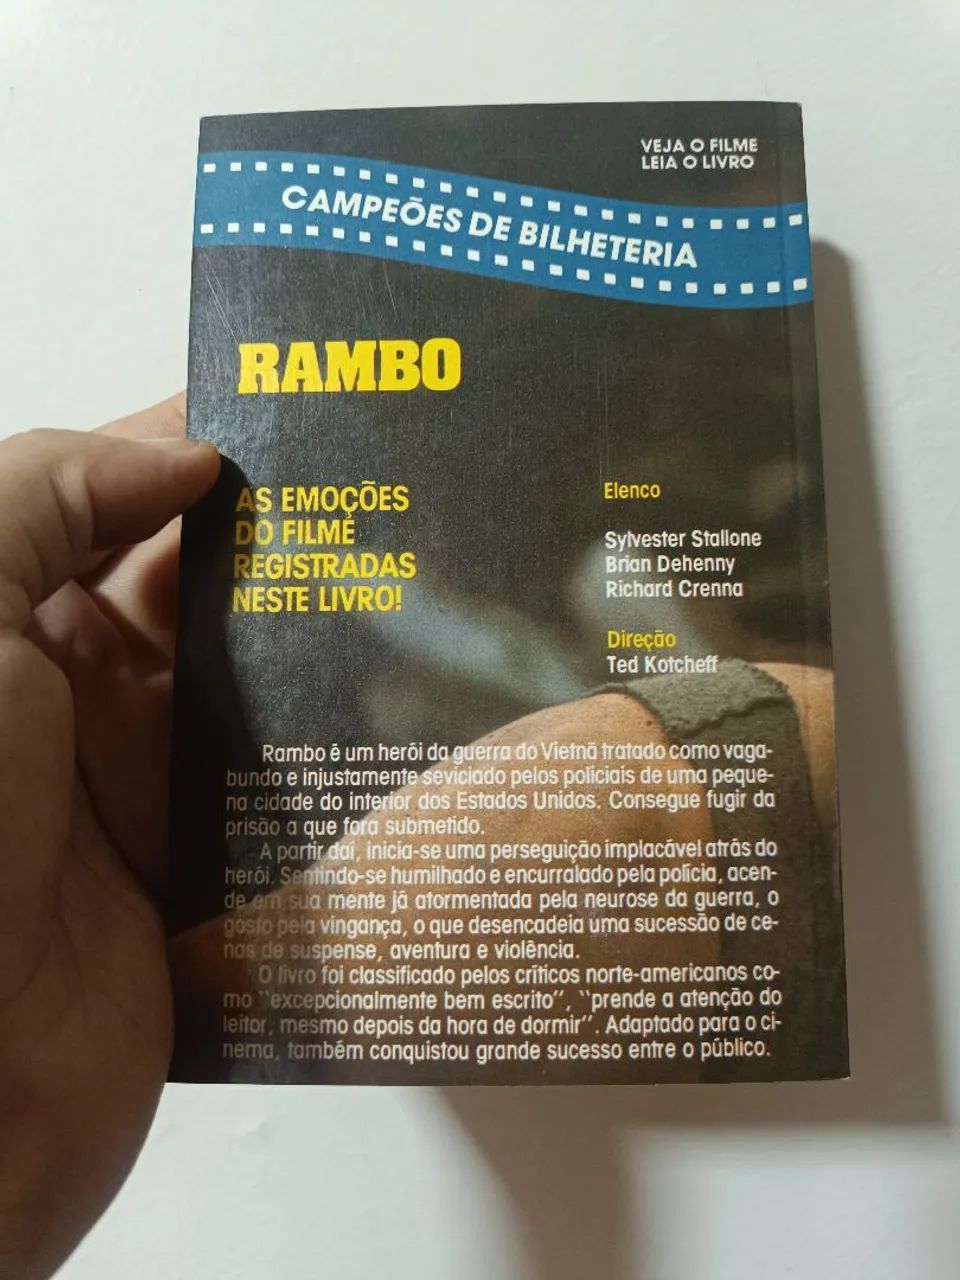 VEJA O FILME
LEIA O LIVRO
CAMPEÕES DE BILHETERIA
RAMBO
AS EMOÇÕES
DO FILME
REGISTRADAS
NESTE LIVRO!
Elenco
Sylvester Stallone
Brian Dehenny
Richard Crenna
Direção
Ted Kotcheff
Rambo é um herói da guerra do Vietnã tratado como vaga-
bundo e injustamente seviciado pelos policiais de uma peque-
na cidade do interior dos Estados Unidos. Consegue fugir da
prisão a que fora submetido.
A partir daí, inicia-se uma perseguição implacável atrás do
herói. Sentindo-se humilhado e encurralado pela polícia, acen-
de em sua mente já atormentada pela neurose da guerra, o
gosto pela vingança, o que desencadeia uma sucessão de ce-
nas de suspense, aventura e violência.
O livro foi classificado pelos críticos norte-americanos co-
mo "excepcionalmente bem escrito", "prende a atenção do
leitor, mesmo depois da hora de dormir". Adaptado para o ci-
nema, também conquistou grande sucesso entre o público.